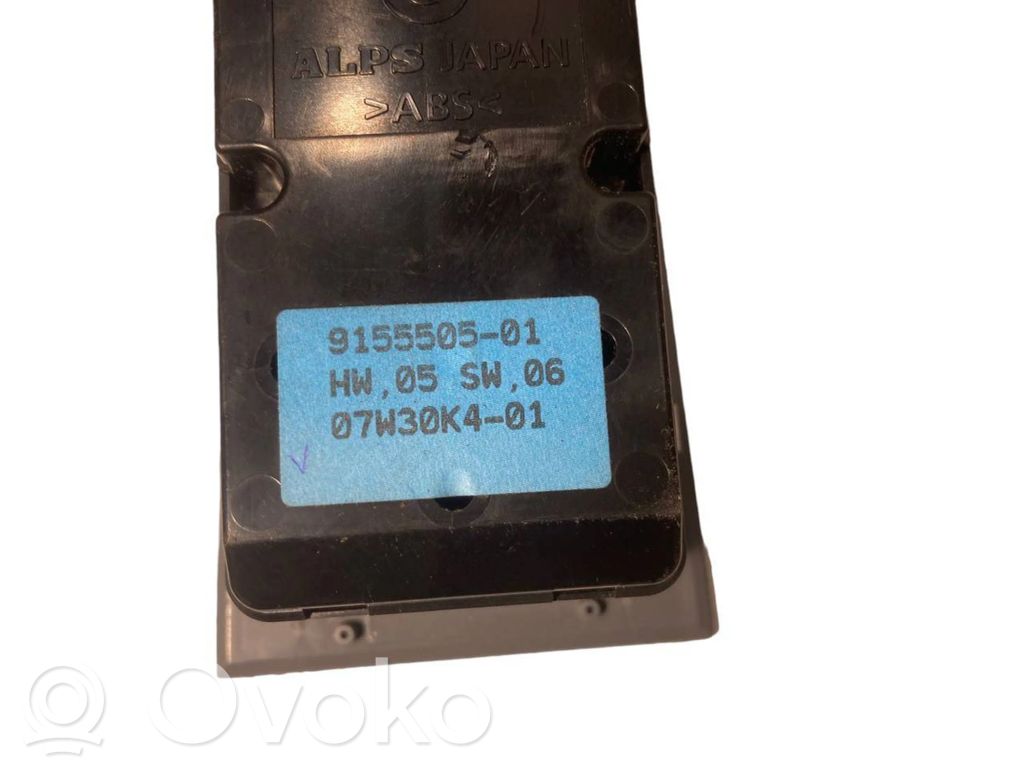 ALPS JAPAN
>ABS<
9155505-01
HW,05 SW,06
07W30K4-01
V
Ovoko